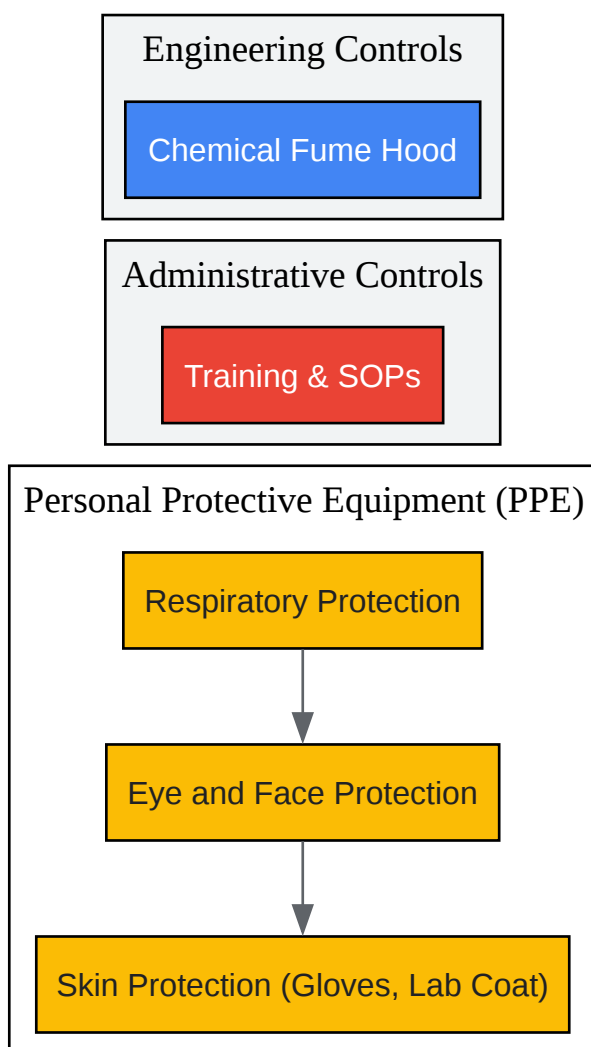 Engineering Controls
Chemical Fume Hood
Administrative Controls
Training & SOPs
Personal Protective Equipment (PPE)
Respiratory Protection
Eye and Face Protection
Skin Protection (Gloves, Lab Coat)